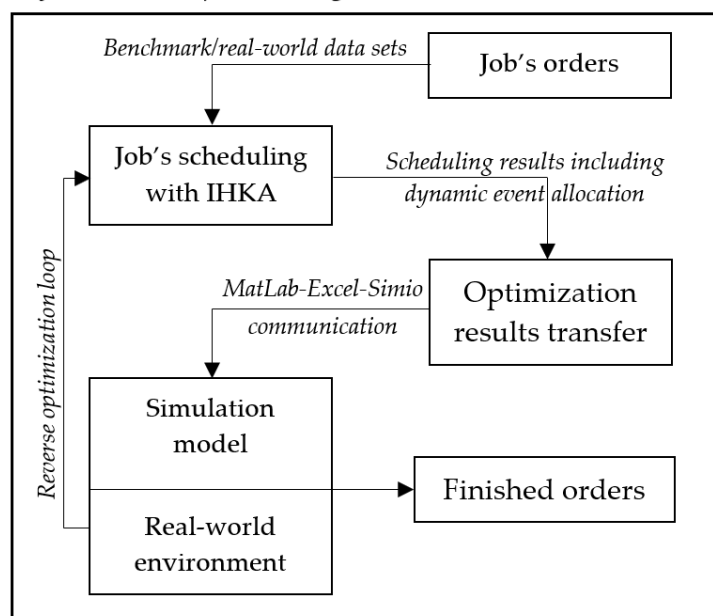 Benchmark/real-world data sets
Job's orders
Job's scheduling
with IHKA
Scheduling results including
dynamic event allocation
MatLab-Excel-Simio
communication
Optimization
results transfer
Reverse optimization loop
Simulation
model
Real-world
environment
Finished orders